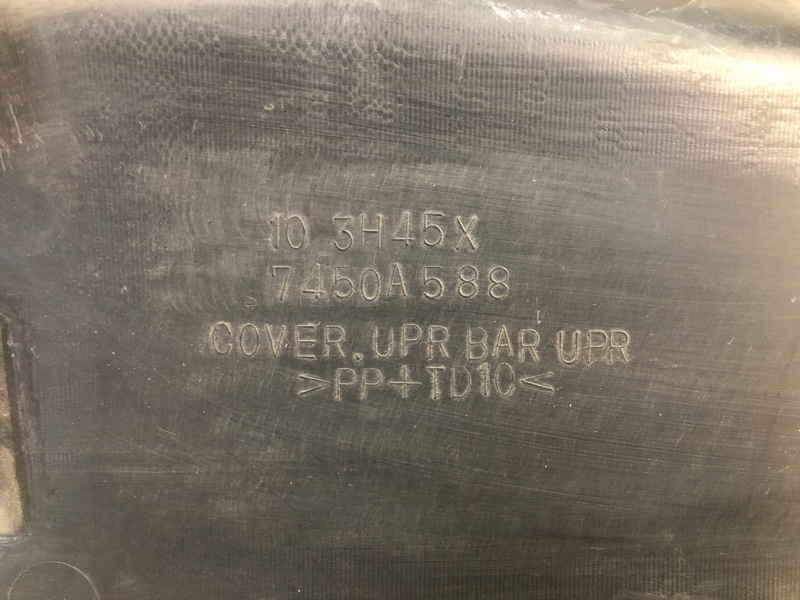 10 3H45X
7450A588
COVER, UPR BAR UPR
>PP+TD10<